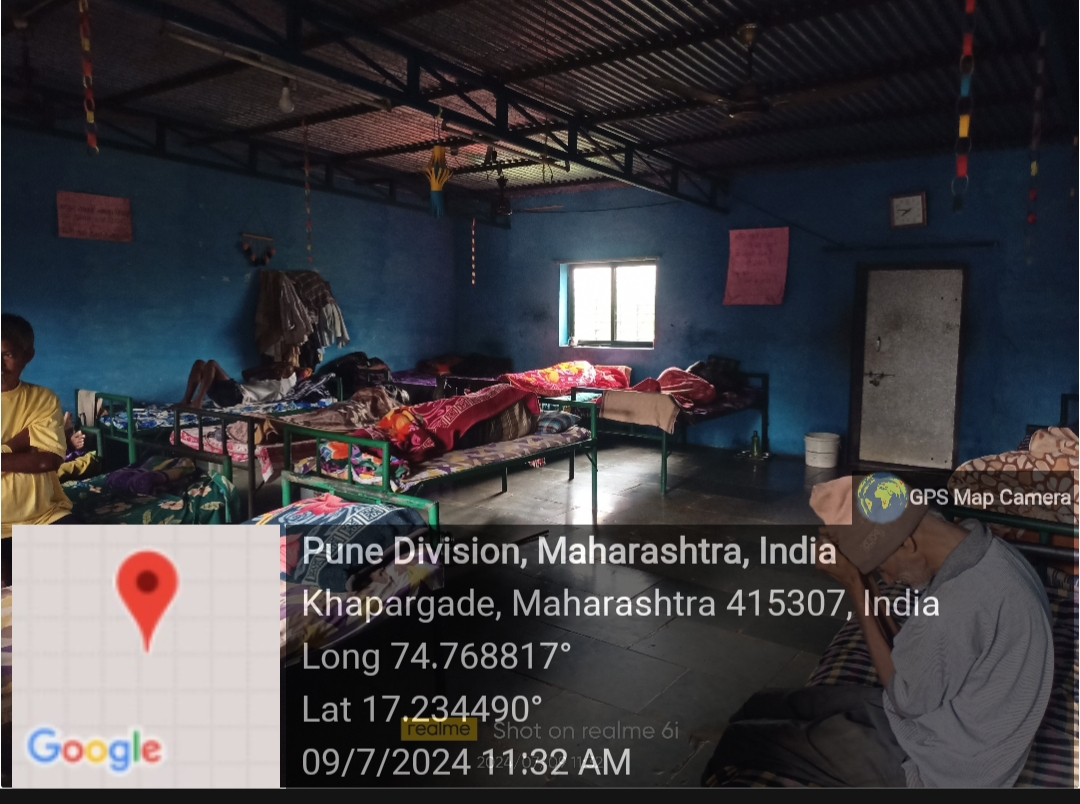 GPS Map Camera
Pune Division, Maharashtra, India
Khapargade, Maharashtra 415307, India
Long 74.768817°
Lat 17.234490°
realme Shot on realme 6i
09/7/2024 11:32 AM
Google